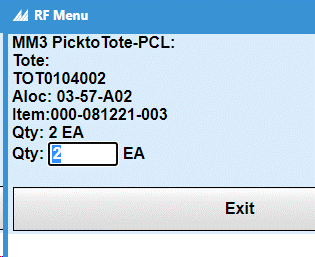 RF Menu
MM3 PicktoTote-PCL:
Tote:
TOT0104002
Aloc: 03-57-A02
Item:000-081221-003
Qty: 2 EA
Qty: 2 EA
Exit